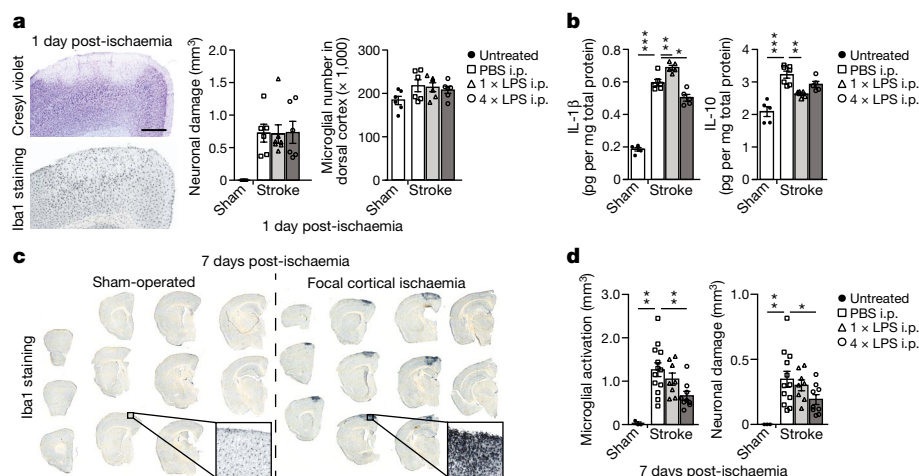 a
1 day post-ischaemia
Cresyl violet
Iba1 staining
Neuronal damage (mm³)
2.0
1.5
1.0
0.5
0
Sham
Stroke
Microglial number in
dorsal cortex (× 1,000)
300
200
100
0
Sham
Stroke
1 day post-ischaemia
Untreated
PBS i.p.
1 × LPS i.p.
4 × LPS i.p.
b
IL-1β
(pg per mg total protein)
0.8
0.6
0.4
0.2
0
***
**
*
Sham
Stroke
IL-10
(pg per mg total protein)
4
3
2
1
0
***
**
Sham
Stroke
Untreated
PBS i.p.
1 × LPS i.p.
4 × LPS i.p.
c
7 days post-ischaemia
Sham-operated
Focal cortical ischaemia
Iba1 staining
d
Microglial activation (mm³)
3.0
2.0
1.0
0
**
**
Sham
Stroke
Neuronal damage (mm³)
1.0
0.5
0
**
*
Sham
Stroke
Untreated
PBS i.p.
1 × LPS i.p.
4 × LPS i.p.
7 days post-ischaemia